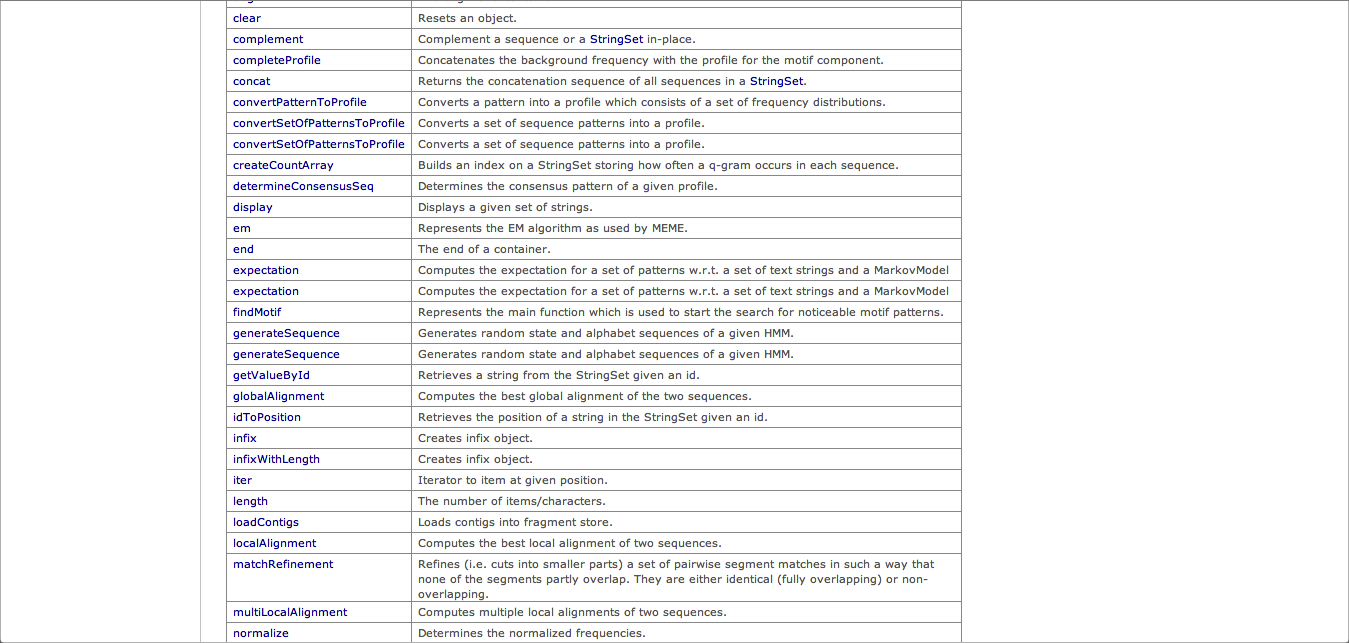 clear Resets an object.
complement Complement a sequence or a StringSet in-place.
completeProfile Concatenates the background frequency with the profile for the motif component.
concat Returns the concatenation sequence of all sequences in a StringSet.
convertPatternToProfile Converts a pattern into a profile which consists of a set of frequency distributions.
convertSetOfPatternsToProfile Converts a set of sequence patterns into a profile.
convertSetOfPatternsToProfile Converts a set of sequence patterns into a profile.
createCountArray Builds an index on a StringSet storing how often a q-gram occurs in each sequence.
determineConsensusSeq Determines the consensus pattern of a given profile.
display Displays a given set of strings.
em Represents the EM algorithm as used by MEME.
end The end of a container.
expectation Computes the expectation for a set of patterns w.r.t. a set of text strings and a MarkovModel
expectation Computes the expectation for a set of patterns w.r.t. a set of text strings and a MarkovModel
findMotif Represents the main function which is used to start the search for noticeable motif patterns.
generateSequence Generates random state and alphabet sequences of a given HMM.
generateSequence Generates random state and alphabet sequences of a given HMM.
getValueById Retrieves a string from the StringSet given an id.
globalAlignment Computes the best global alignment of the two sequences.
idToPosition Retrieves the position of a string in the StringSet given an id.
infix Creates infix object.
infixWithLength Creates infix object.
iter Iterator to item at given position.
length The number of items/characters.
loadContigs Loads contigs into fragment store.
localAlignment Computes the best local alignment of two sequences.
matchRefinement Refines (i.e. cuts into smaller parts) a set of pairwise segment matches in such a way that
none of the segments partly overlap. They are either identical (fully overlapping) or non-
overlapping.
multiLocalAlignment Computes multiple local alignments of two sequences.
normalize Determines the normalized frequencies.